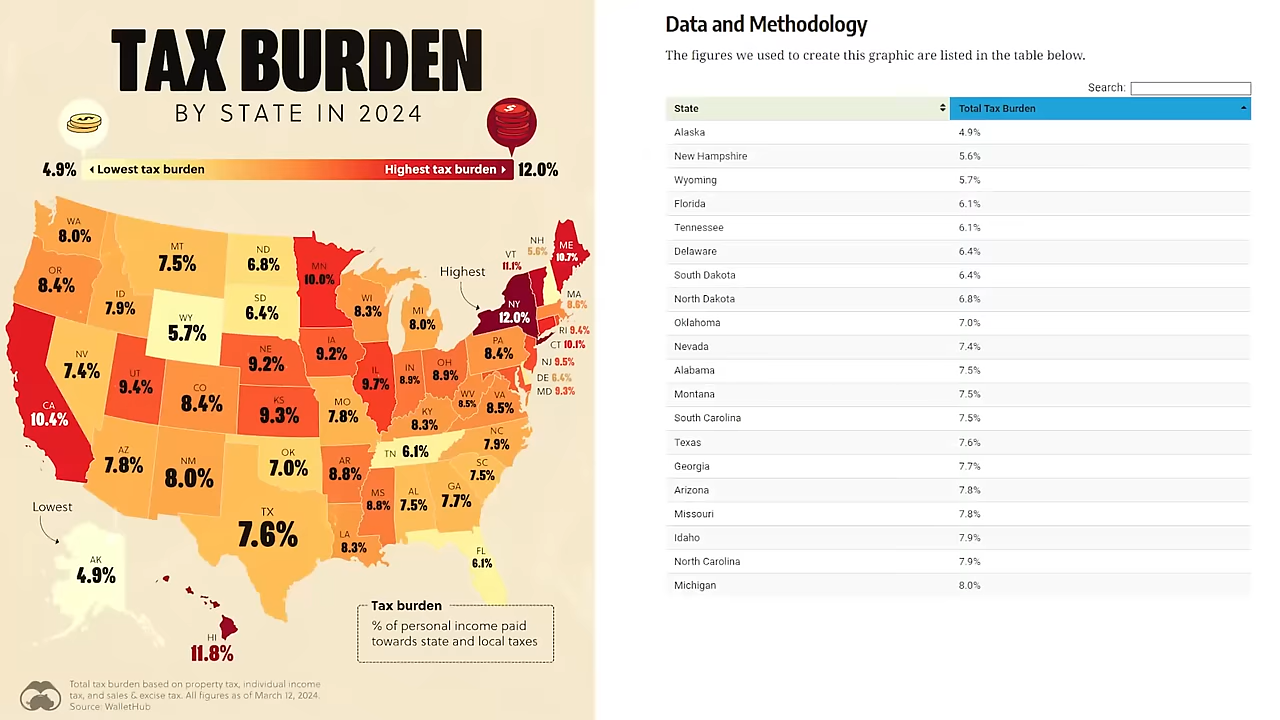 TAX BURDEN
BY STATE IN 2024
4.9%
Lowest tax burden
Highest tax burden
12.0%
WA
8.0%
OR
8.4%
ID
7.9%
MT
7.5%
ND
6.8%
MN
10.0%
SD
6.4%
WY
5.7%
WI
8.3%
MI
8.0%
Highest
NY
12.0%
VT
11.1%
NH
5.6%
ME
10.7%
MA
8.6%
RI 9.4%
CT 10.1%
NJ 9.5%
DE 6.4%
MD 9.3%
PA
8.4%
NV
7.4%
UT
9.4%
CO
8.4%
NE
9.2%
IA
9.2%
IL
9.7%
IN
8.9%
OH
8.9%
WV
8.5%
VA
8.5%
CA
10.4%
KS
9.3%
MO
7.8%
KY
8.3%
NC
7.9%
TN 6.1%
AZ
7.8%
NM
8.0%
OK
7.0%
AR
8.8%
MS
8.8%
AL
7.5%
GA
7.7%
SC
7.5%
TX
7.6%
LA
8.3%
FL
6.1%
Lowest
AK
4.9%
HI
11.8%
Tax burden
% of personal income paid
towards state and local taxes
Total tax burden based on property tax, individual income
tax, and sales & excise tax. All figures as of March 12, 2024.
Source: WalletHub
Data and Methodology
The figures we used to create this graphic are listed in the table below.
Search:
State Total Tax Burden
Alaska 4.9%
New Hampshire 5.6%
Wyoming 5.7%
Florida 6.1%
Tennessee 6.1%
Delaware 6.4%
South Dakota 6.4%
North Dakota 6.8%
Oklahoma 7.0%
Nevada 7.4%
Alabama 7.5%
Montana 7.5%
South Carolina 7.5%
Texas 7.6%
Georgia 7.7%
Arizona 7.8%
Missouri 7.8%
Idaho 7.9%
North Carolina 7.9%
Michigan 8.0%